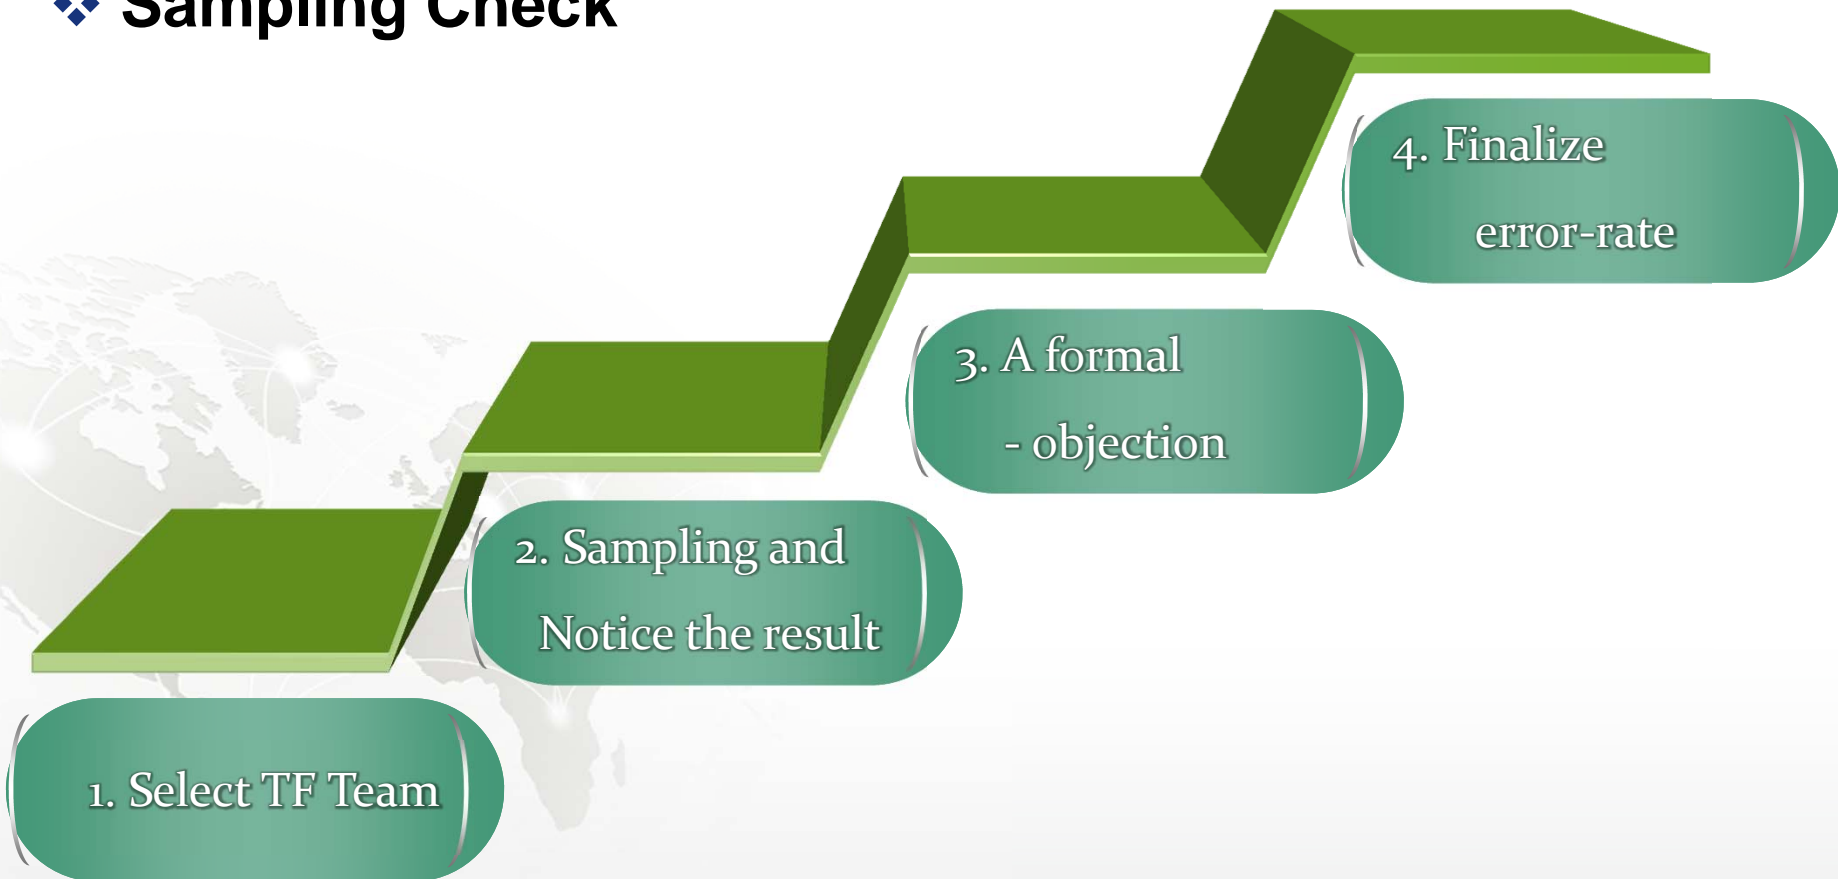 ❖ Sampling Check
4. Finalize
error-rate
3. A formal
- objection
2. Sampling and
Notice the result
1. Select TF Team